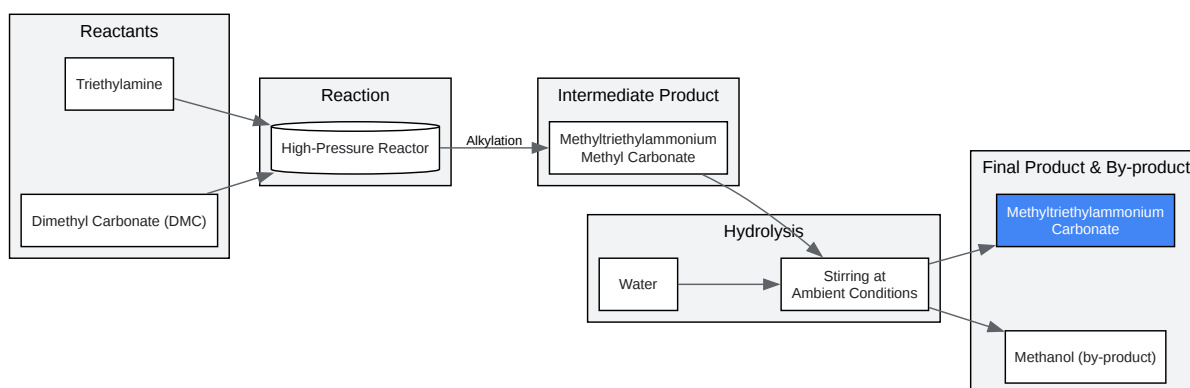 Reactants
Triethylamine
Dimethyl Carbonate (DMC)
Reaction
High-Pressure Reactor
Alkylation
Intermediate Product
Methyltriethylammonium
Methyl Carbonate
Hydrolysis
Water
Stirring at
Ambient Conditions
Final Product & By-product
Methyltriethylammonium
Carbonate
Methanol (by-product)